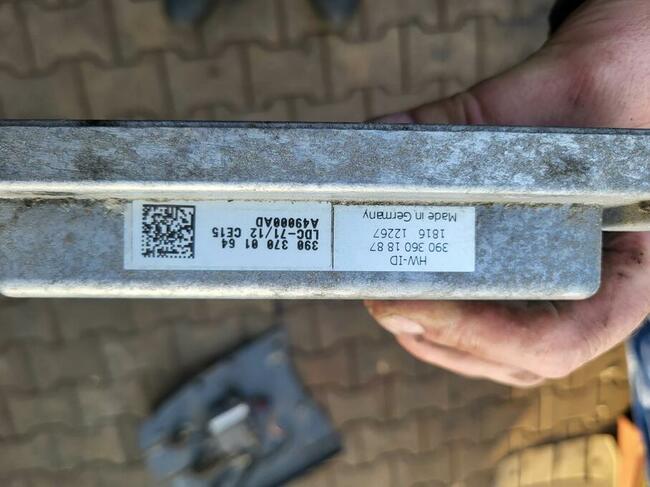 HW-ID
390 360 18 87
1816 12267
Made in Germany
390 370 01 64
LDC-71/12 CE15
A490000AD